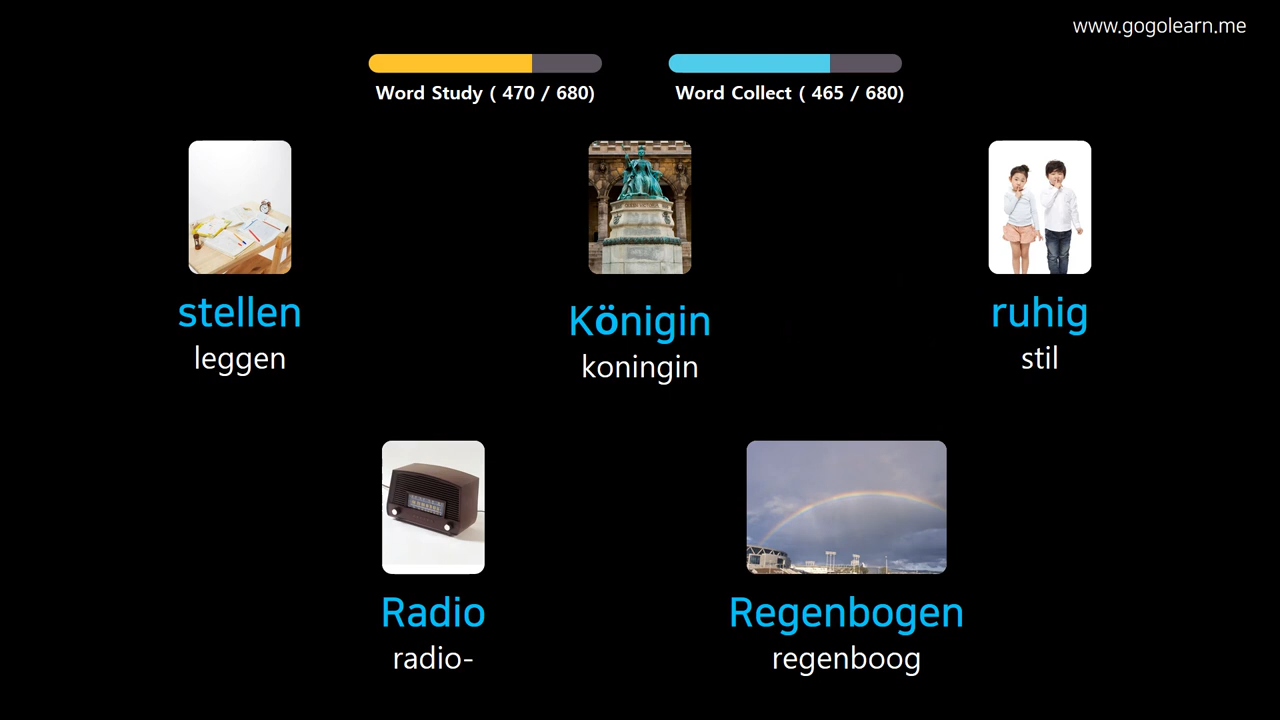 www.gogolearn.me
Word Study ( 470 / 680)
Word Collect ( 465 / 680)
stellen
leggen
Königin
koningin
ruhig
stil
Radio
radio-
Regenbogen
regenboog